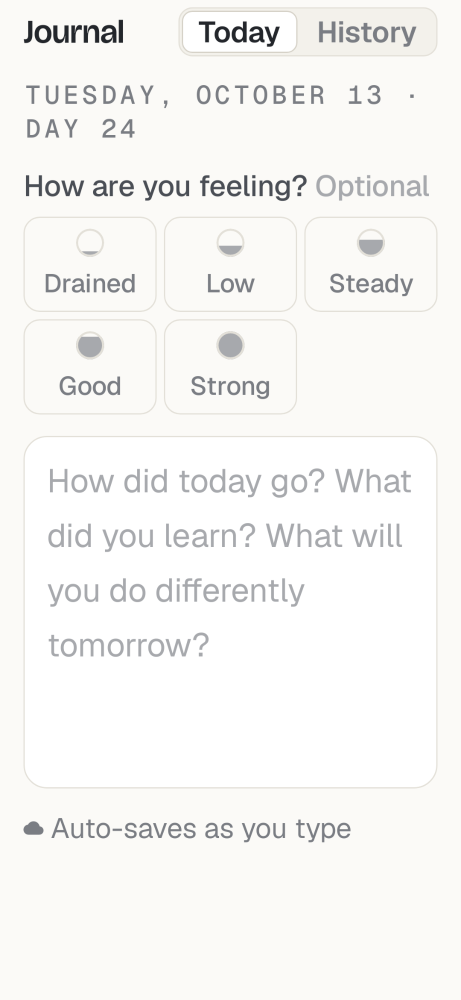 Journal Today History
TUESDAY, OCTOBER 13 ·
DAY 24
How are you feeling? Optional
Drained Low Steady
Good Strong
How did today go? What
did you learn? What will
you do differently
tomorrow?
Auto-saves as you type